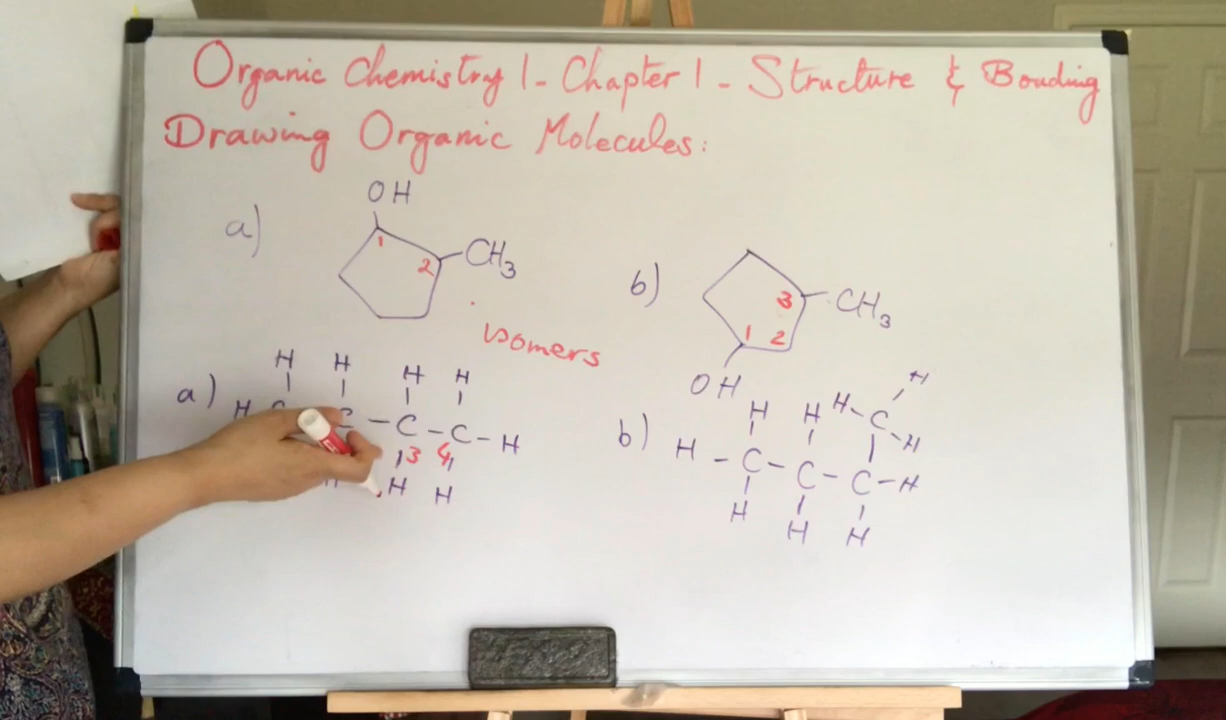 Organic Chemistry 1 - Chapter 1 - Structure & Bonding
Drawing Organic Molecules:
OH
a)
1
2
CH3
b)
3
CH3
1 2
OH
isomers
a)
H H H H
H C C - C - C - H
3 4
H H H
b)
H H H - C H
H
H - C - C - C - H
H H H